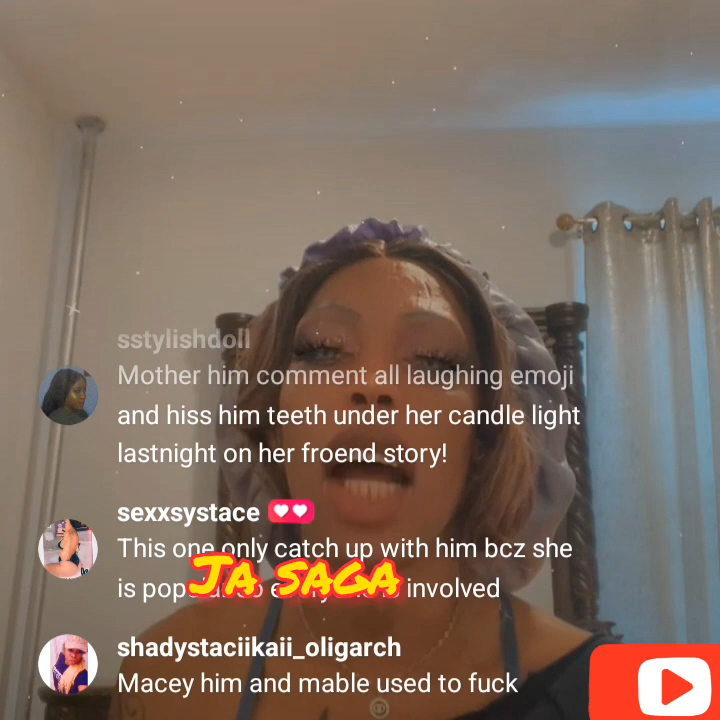 sstylishdoll
Mother him comment all laughing emoji
and hiss him teeth under her candle light
lastnight on her froend story!
sexxsystace
This one only catch up with him bcz she
is involved
JA SAGA
shadystaciikaii_oligarch
Macey him and mable used to fuck